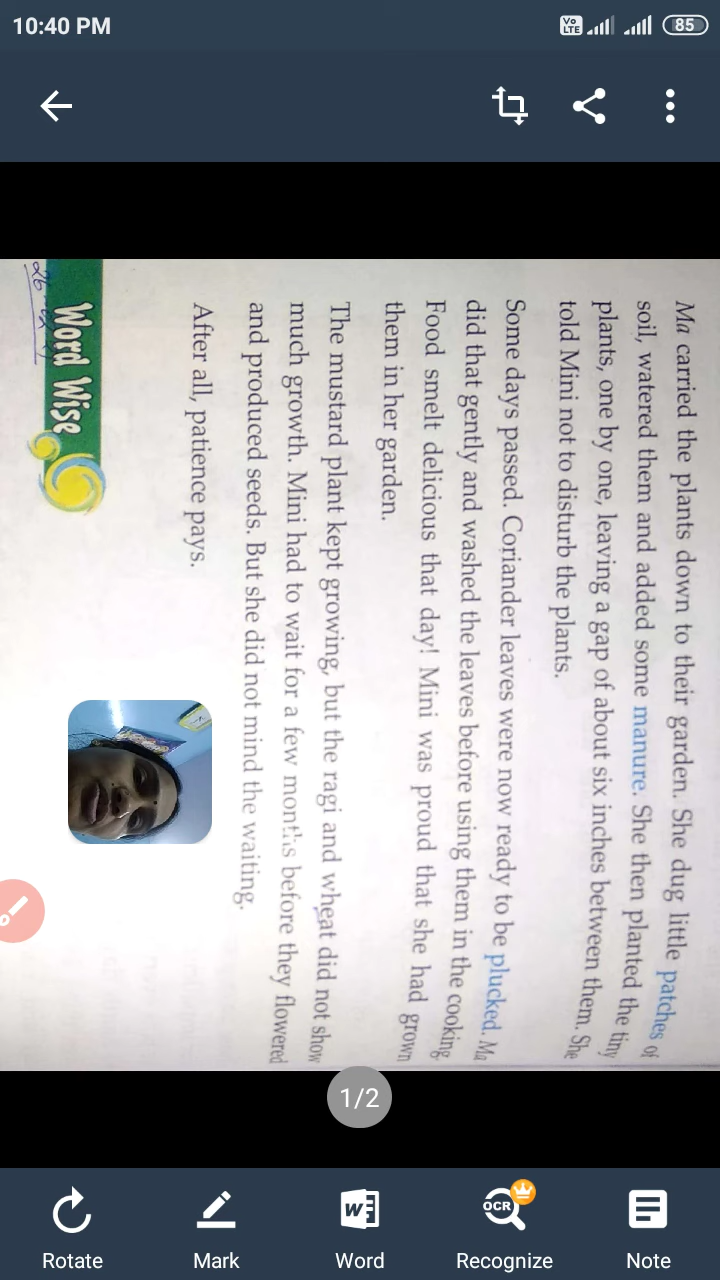 10:40 PM
Vo LTE
85
Ma carried the plants down to their garden. She dug little patches of
soil, watered them and added some manure. She then planted the tiny
plants, one by one, leaving a gap of about six inches between them. She
told Mini not to disturb the plants.
Some days passed. Coriander leaves were now ready to be plucked. Ma
did that gently and washed the leaves before using them in the cooking.
Food smelt delicious that day! Mini was proud that she had grown
them in her garden.
The mustard plant kept growing, but the ragi and wheat did not show
much growth. Mini had to wait for a few months before they flowered
and produced seeds. But she did not mind the waiting.
After all, patience pays.
Word Wise
1/2
Rotate
Mark
W
Word
OCR
Recognize
Note